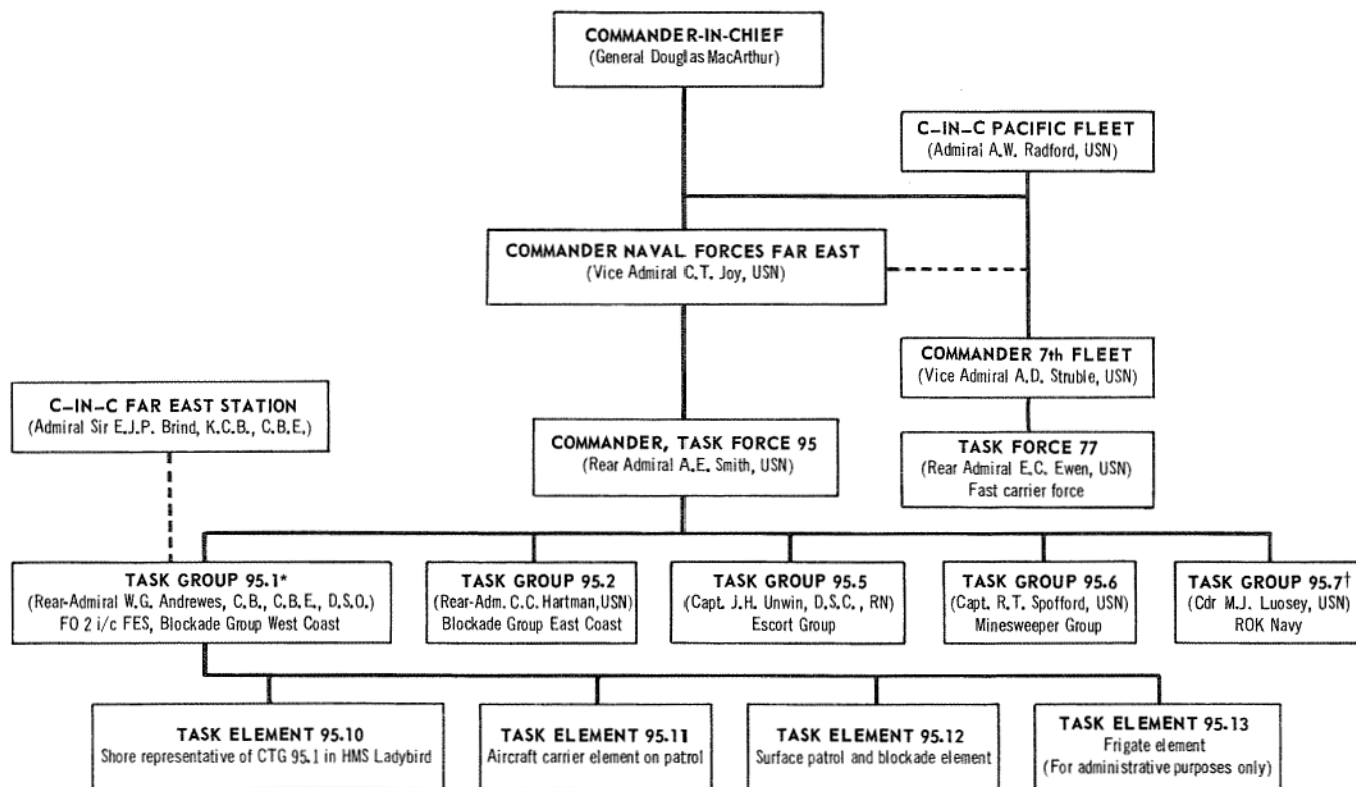 COMMANDER-IN-CHIEF
(General Douglas MacArthur)
C-IN-C PACIFIC FLEET
(Admiral A.W. Radford, USN)
COMMANDER NAVAL FORCES FAR EAST
(Vice Admiral C.T. Joy, USN)
COMMANDER 7th FLEET
(Vice Admiral A.D. Struble, USN)
C-IN-C FAR EAST STATION
(Admiral Sir E.J.P. Brind, K.C.B., C.B.E.)
COMMANDER, TASK FORCE 95
(Rear Admiral A.E. Smith, USN)
TASK FORCE 77
(Rear Admiral E.C. Ewen, USN)
Fast carrier force
TASK GROUP 95.1*
(Rear-Admiral W.G. Andrewes, C.B., C.B.E., D.S.O.)
FO 2 i/c FES, Blockade Group West Coast
TASK GROUP 95.2
(Rear-Adm. C.C. Hartman, USN)
Blockade Group East Coast
TASK GROUP 95.5
(Capt. J.H. Unwin, D.S.C., RN)
Escort Group
TASK GROUP 95.6
(Capt. R.T. Spofford, USN)
Minesweeper Group
TASK GROUP 95.7†
(Cdr M.J. Luosey, USN)
ROK Navy
TASK ELEMENT 95.10
Shore representative of CTG 95.1 in HMS Ladybird
TASK ELEMENT 95.11
Aircraft carrier element on patrol
TASK ELEMENT 95.12
Surface patrol and blockade element
TASK ELEMENT 95.13
Frigate element
(For administrative purposes only)